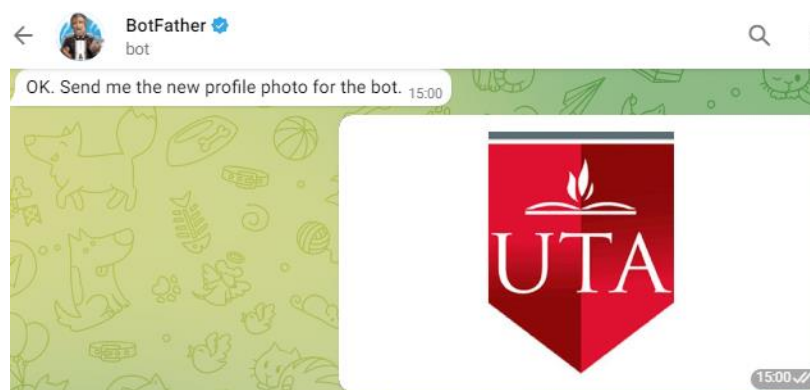 BotFather
bot
OK. Send me the new profile photo for the bot. 15:00
UTA
15:00